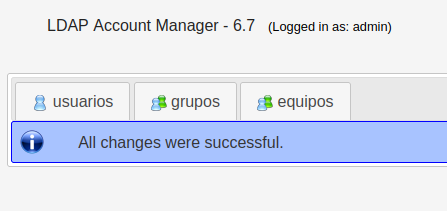 LDAP Account Manager - 6.7 (Logged in as: admin)
usuarios grupos equipos
All changes were successful.